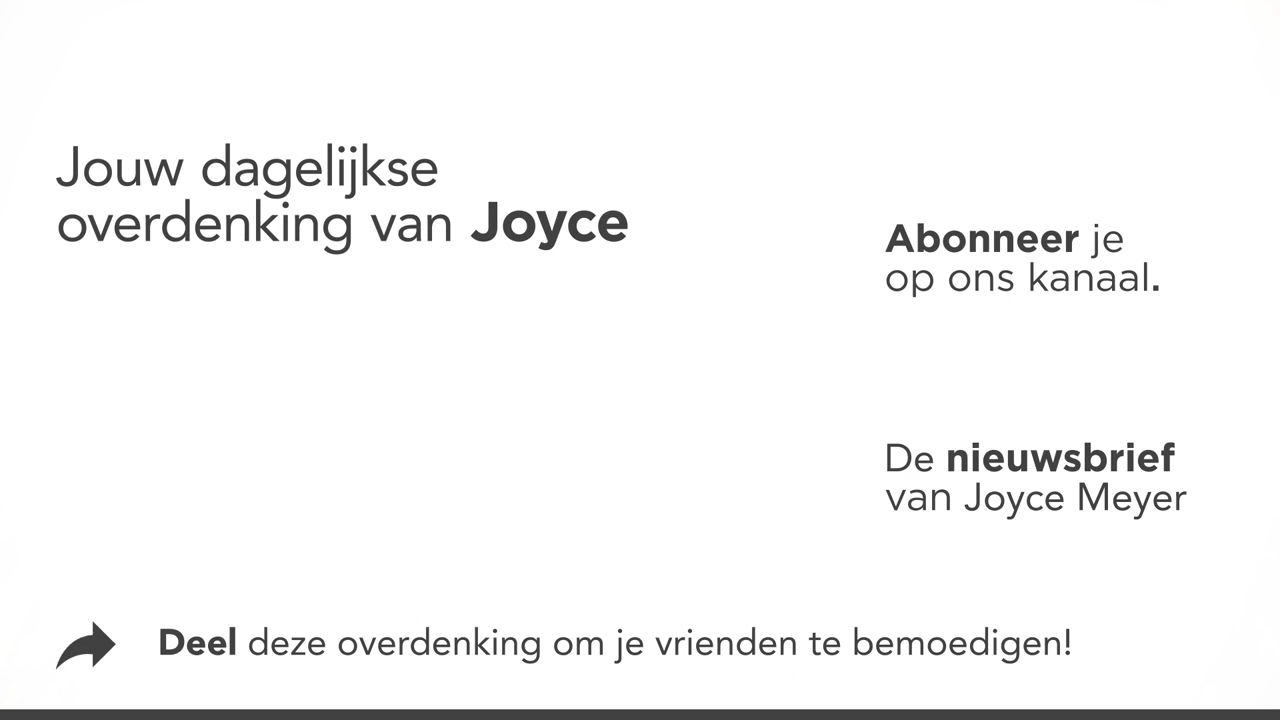 Jouw dagelijkse
overdenking van Joyce
Abonneer je
op ons kanaal.
De nieuwsbrief
van Joyce Meyer
Deel deze overdenking om je vrienden te bemoedigen!